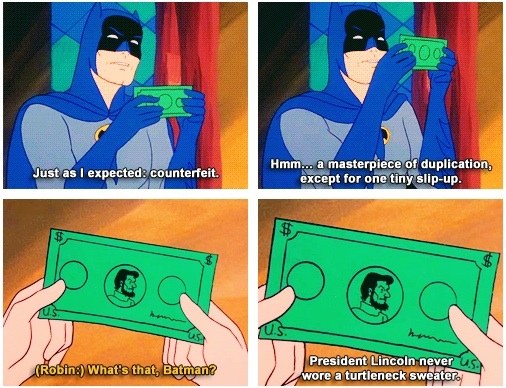 Just as I expected: counterfeit.
Hmm... a masterpiece of duplication,
except for one tiny slip-up.
$ $
U.S. U.S.
(Robin:) What's that, Batman?
$ $
U.S. U.S.
President Lincoln never
wore a turtleneck sweater.